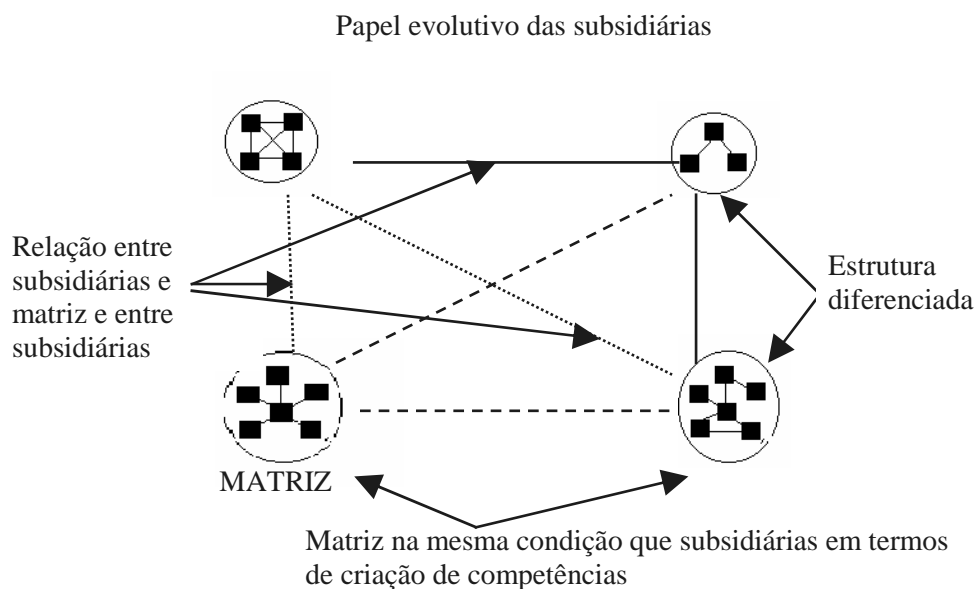 Papel evolutivo das subsidiárias
Relação entre
subsidiárias e
matriz e entre
subsidiárias
Estrutura
diferenciada
MATRIZ
Matriz na mesma condição que subsidiárias em termos
de criação de competências